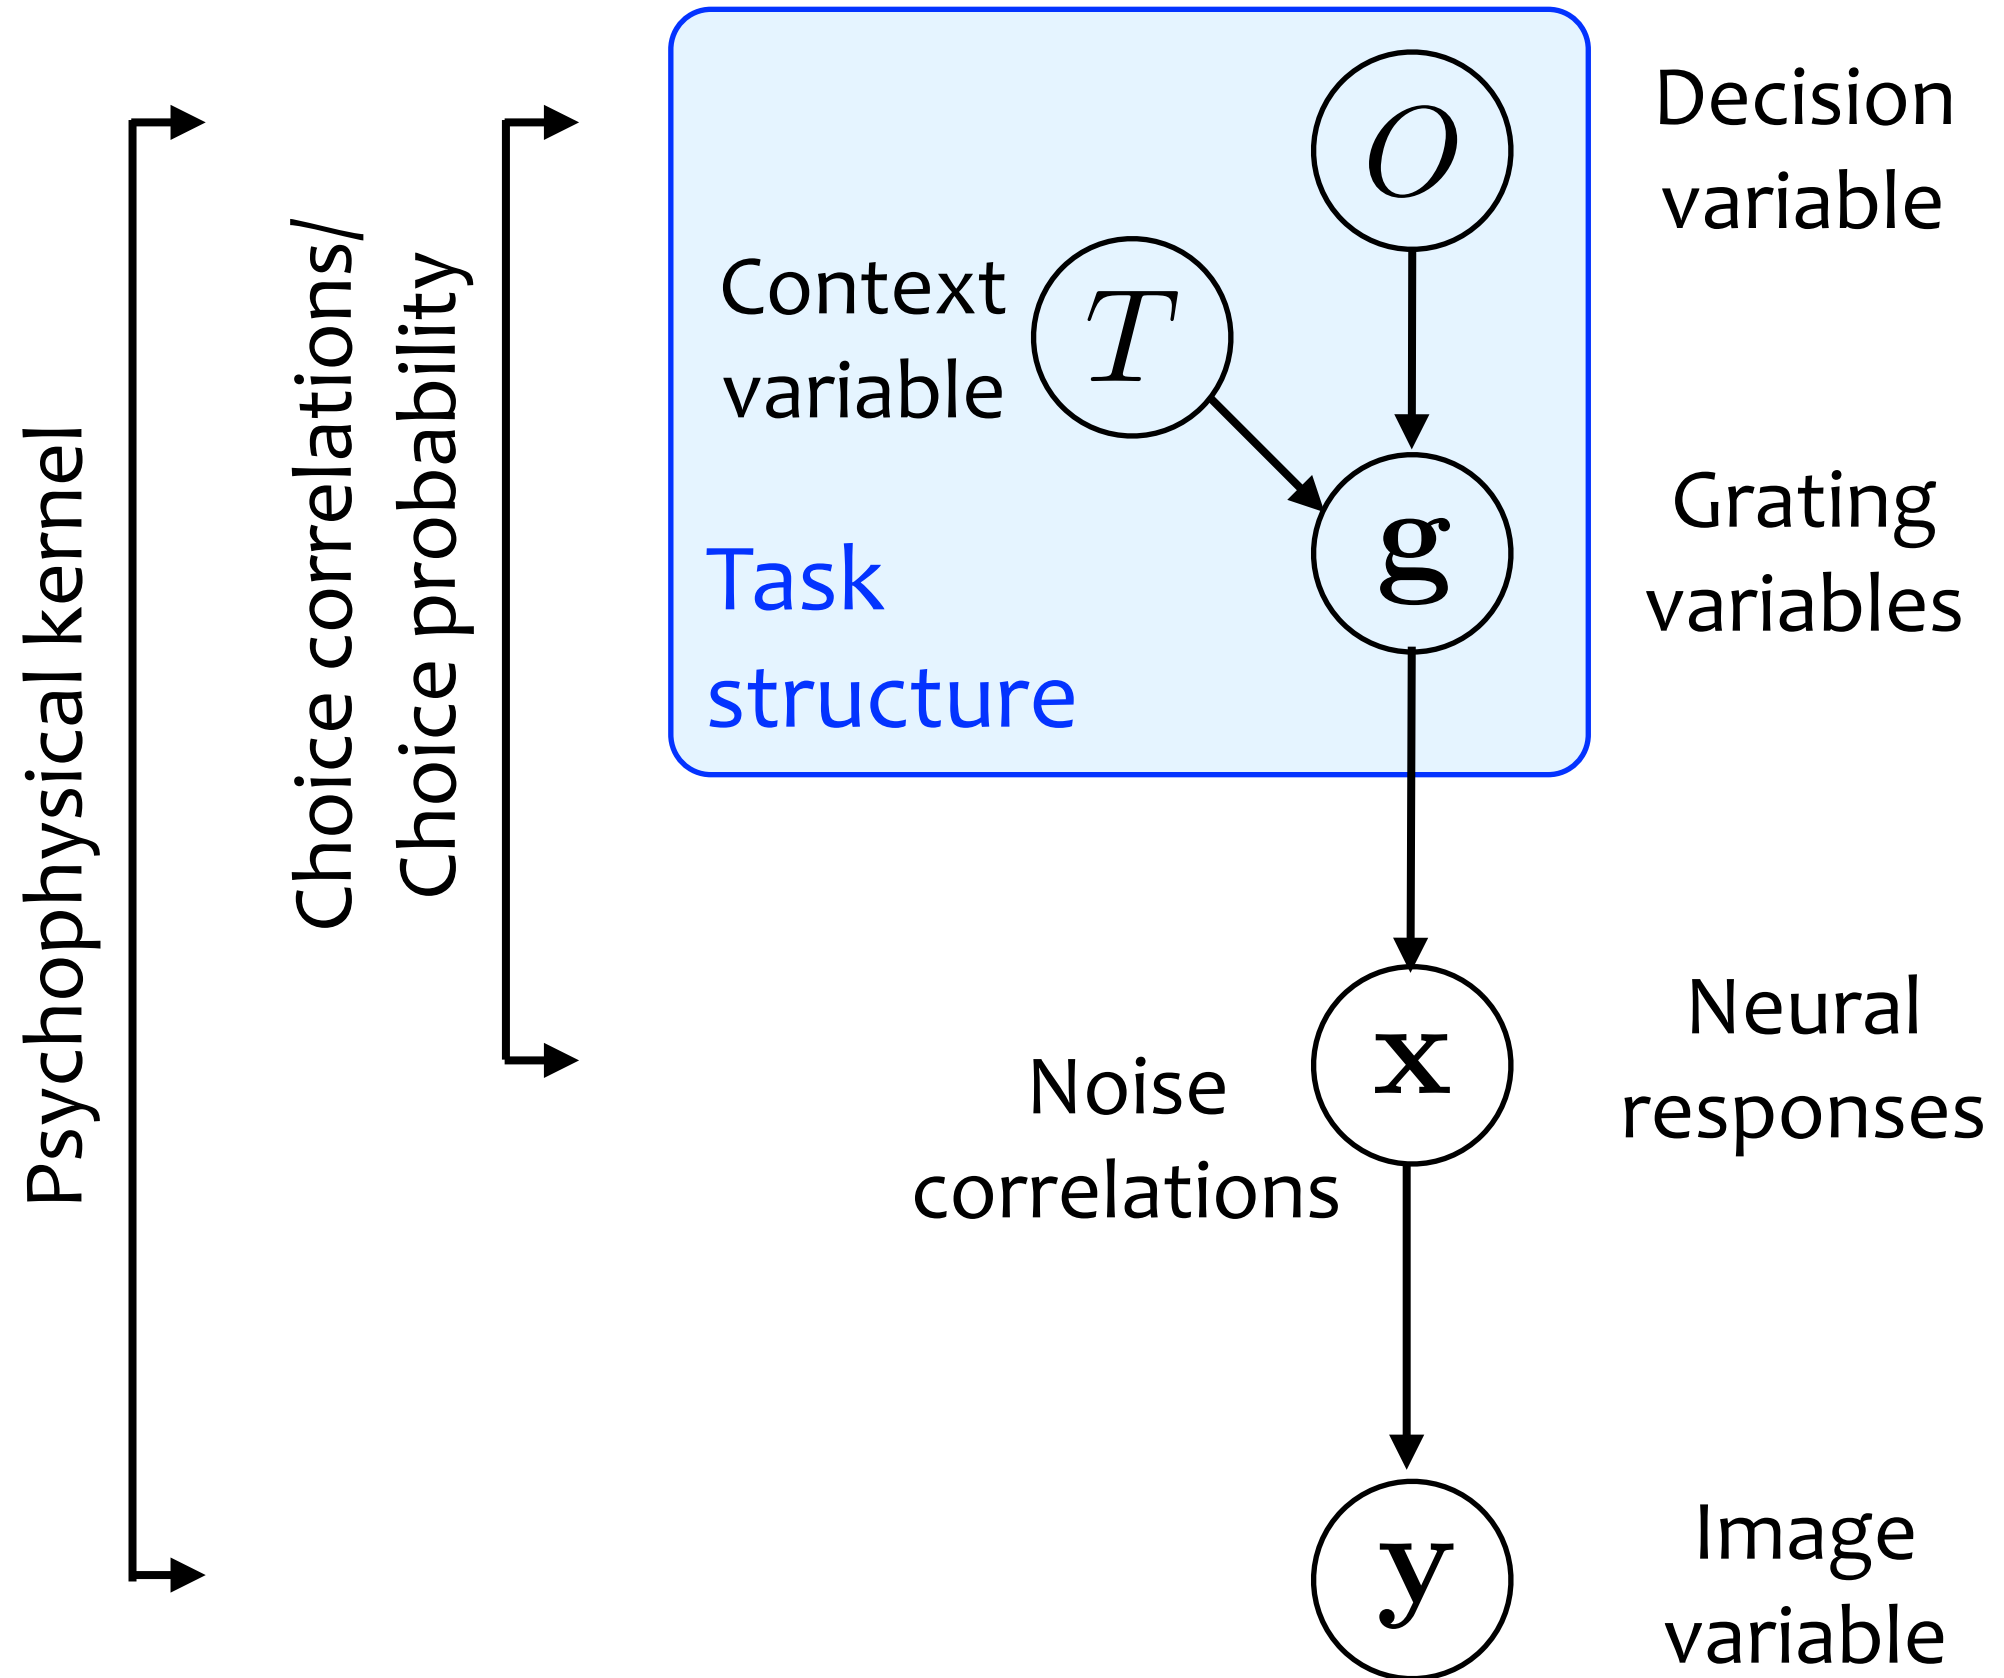 Psychophysical kernel
Choice correlations/
Choice probability
O
Decision
variable
Context
variable
T
Task
structure
g
Grating
variables
x
Neural
responses
Noise
correlations
y
Image
variable